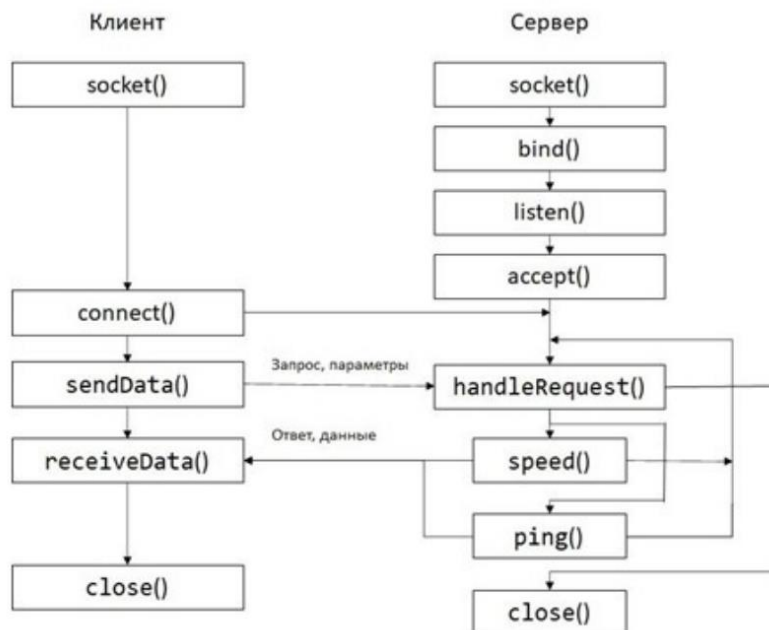 Клиент
Сервер
socket()
socket()
bind()
listen()
accept()
connect()
Запрос, параметры
sendData()
handleRequest()
Ответ, данные
receiveData()
speed()
ping()
close()
close()